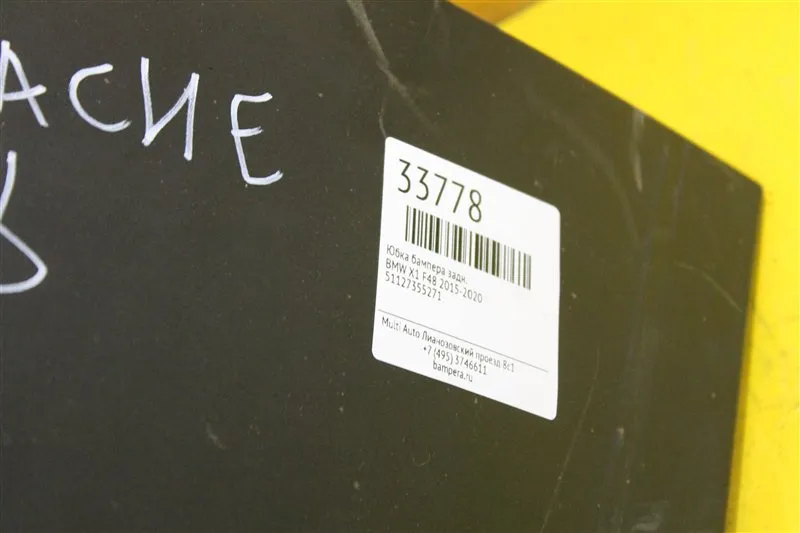 АСИЕ
33778
Юбка бампера задн.
BMW X1 F48 2015-2020
51127355271
Multi Auto Лианозовский проезд 8с1
+7 (495) 3746611
bampera.ru